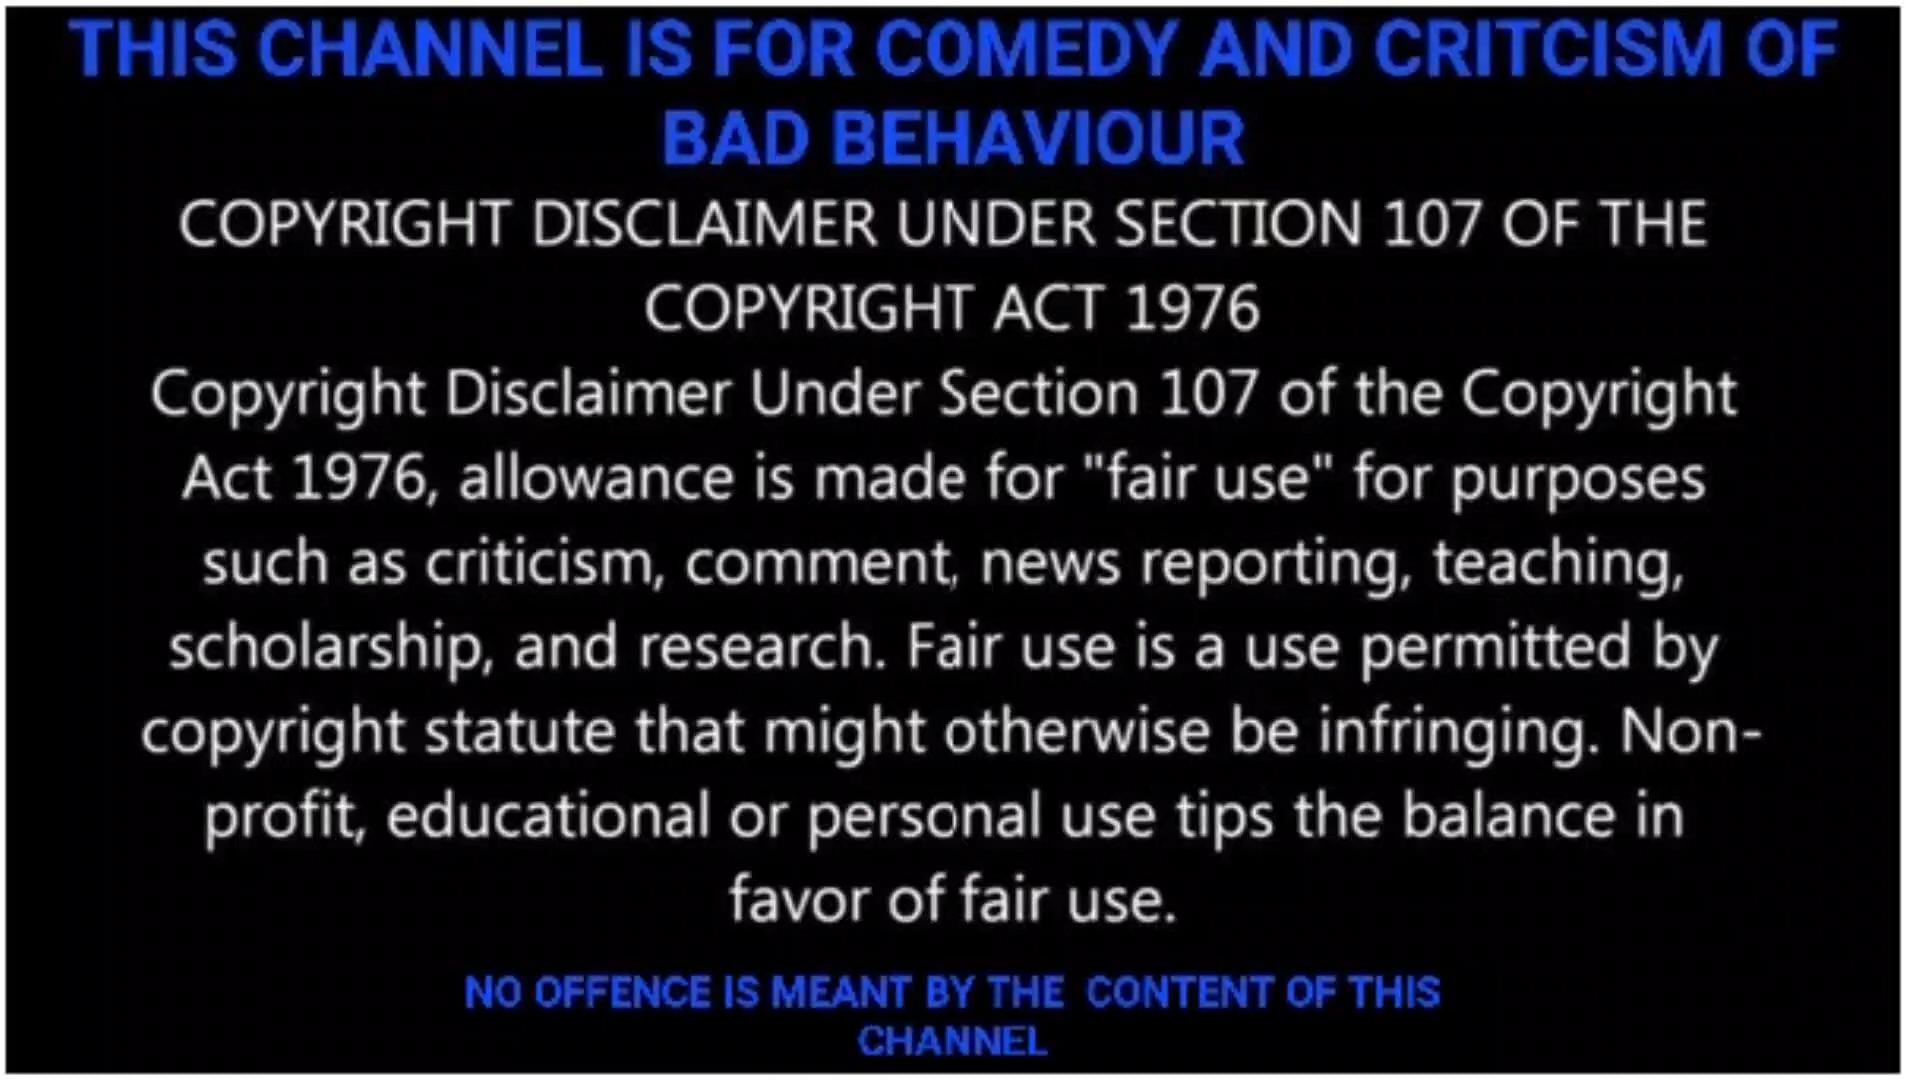 THIS CHANNEL IS FOR COMEDY AND CRITCISM OF
BAD BEHAVIOUR
COPYRIGHT DISCLAIMER UNDER SECTION 107 OF THE
COPYRIGHT ACT 1976
Copyright Disclaimer Under Section 107 of the Copyright
Act 1976, allowance is made for "fair use" for purposes
such as criticism, comment, news reporting, teaching,
scholarship, and research. Fair use is a use permitted by
copyright statute that might otherwise be infringing. Non-
profit, educational or personal use tips the balance in
favor of fair use.
NO OFFENCE IS MEANT BY THE CONTENT OF THIS
CHANNEL